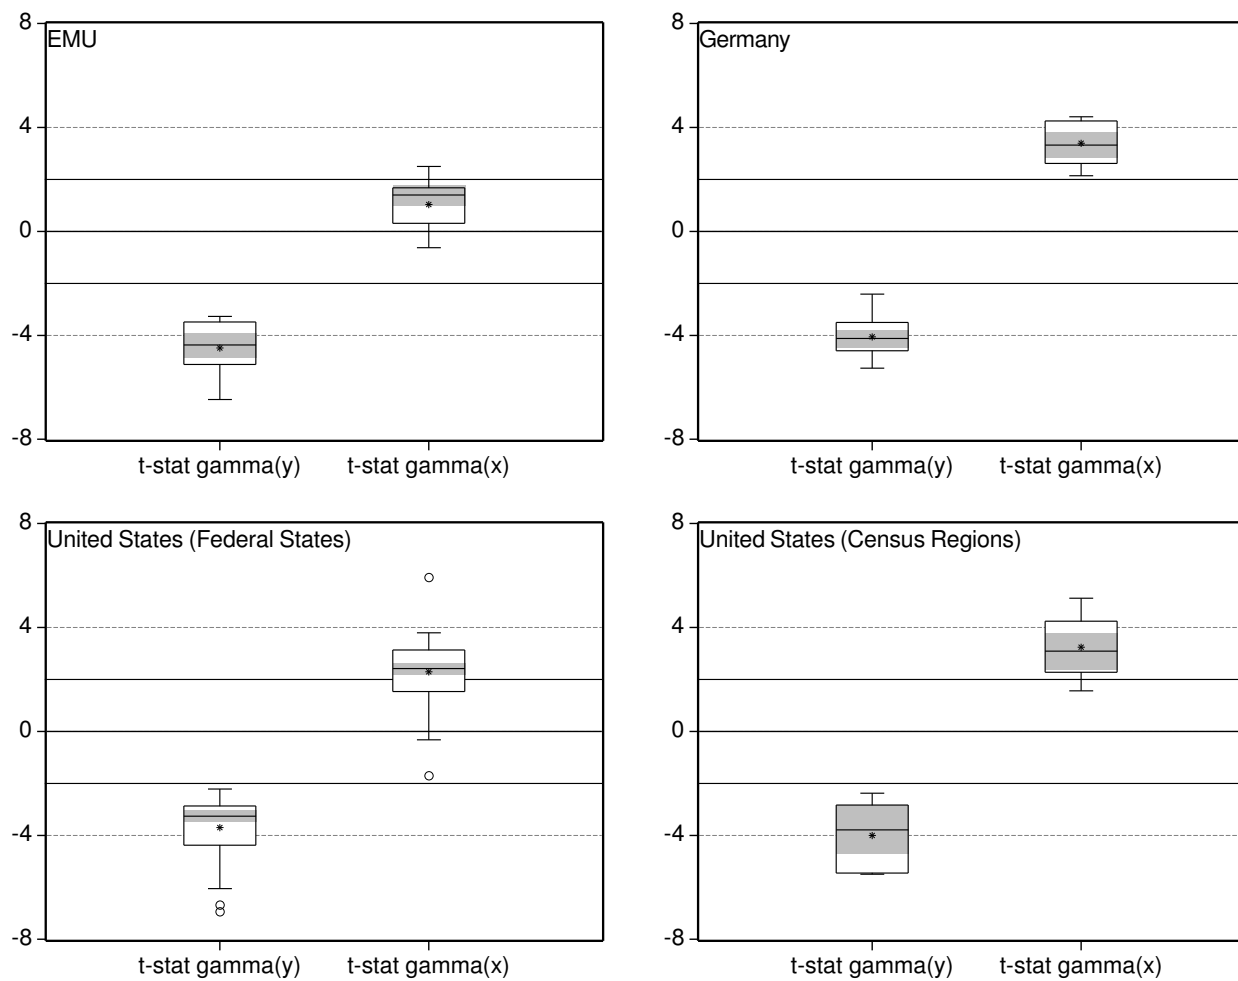 EMU
8
4
0
-4
-8
t-stat gamma(y) t-stat gamma(x)
Germany
8
4
0
-4
-8
t-stat gamma(y) t-stat gamma(x)
United States (Federal States)
8
4
0
-4
-8
t-stat gamma(y) t-stat gamma(x)
United States (Census Regions)
8
4
0
-4
-8
t-stat gamma(y) t-stat gamma(x)